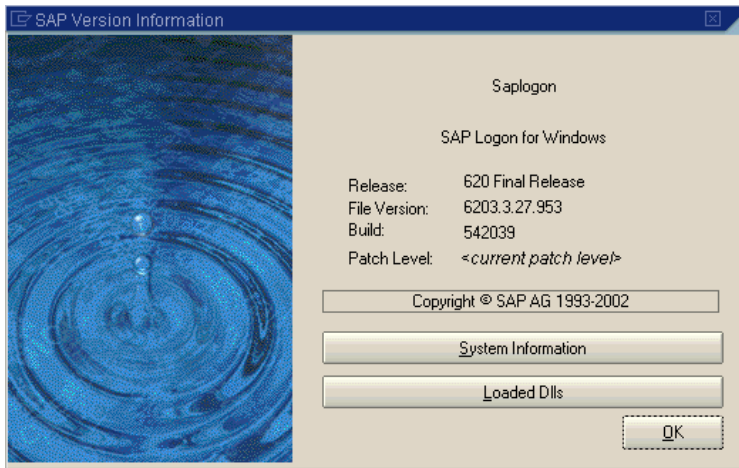 SAP Version Information
Saplogon
SAP Logon for Windows
Release: 620 Final Release
File Version: 6203.3.27.953
Build: 542039
Patch Level: <current patch level>
Copyright © SAP AG 1993-2002
System Information
Loaded Dlls
OK